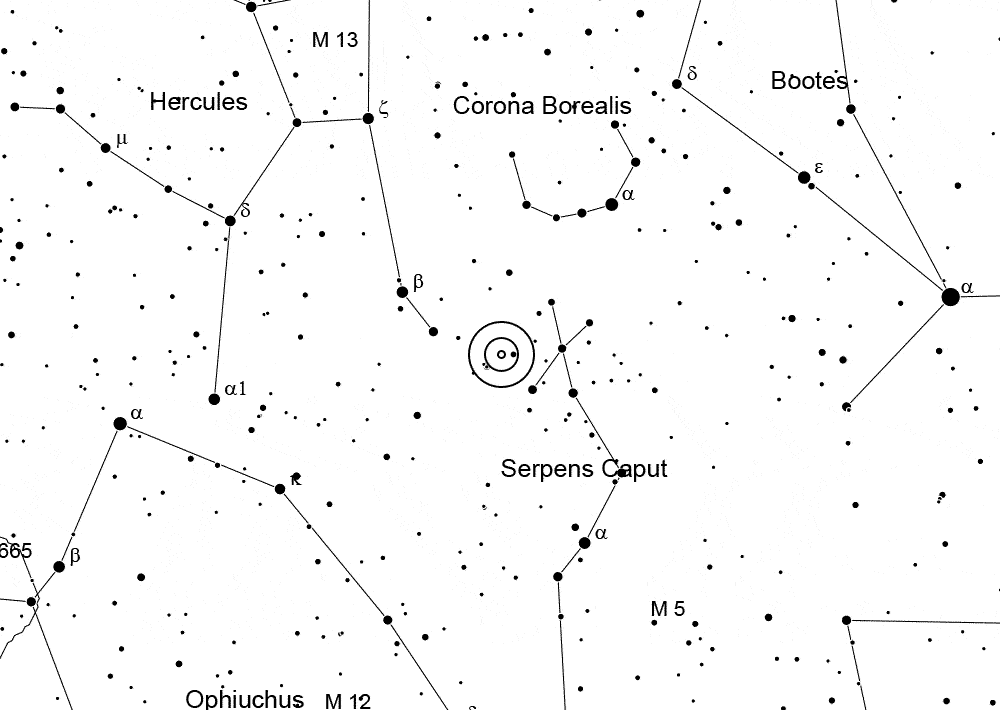 M 13
δ
Bootes
Hercules
Corona Borealis
ζ
μ
ε
α
δ
β
α
α1
α
Serpens Caput
κ
α
665
β
M 5
Ophiuchus
M 12